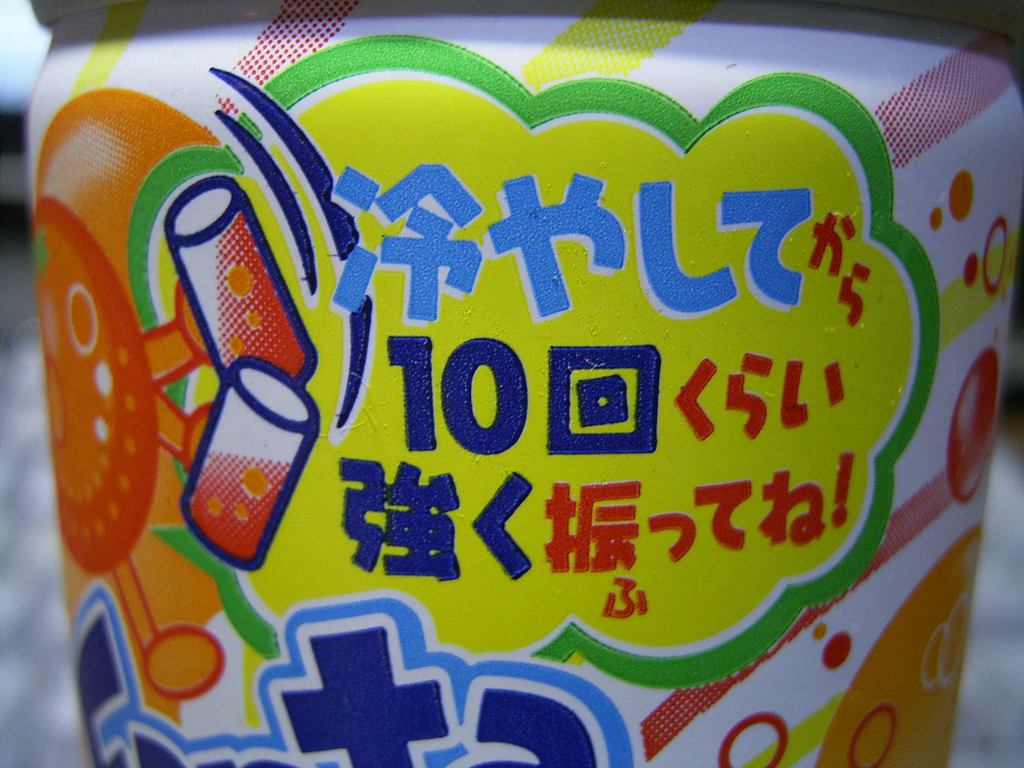 冷やしてから
10回くらい
強く振ってね!
ふ
Fanta